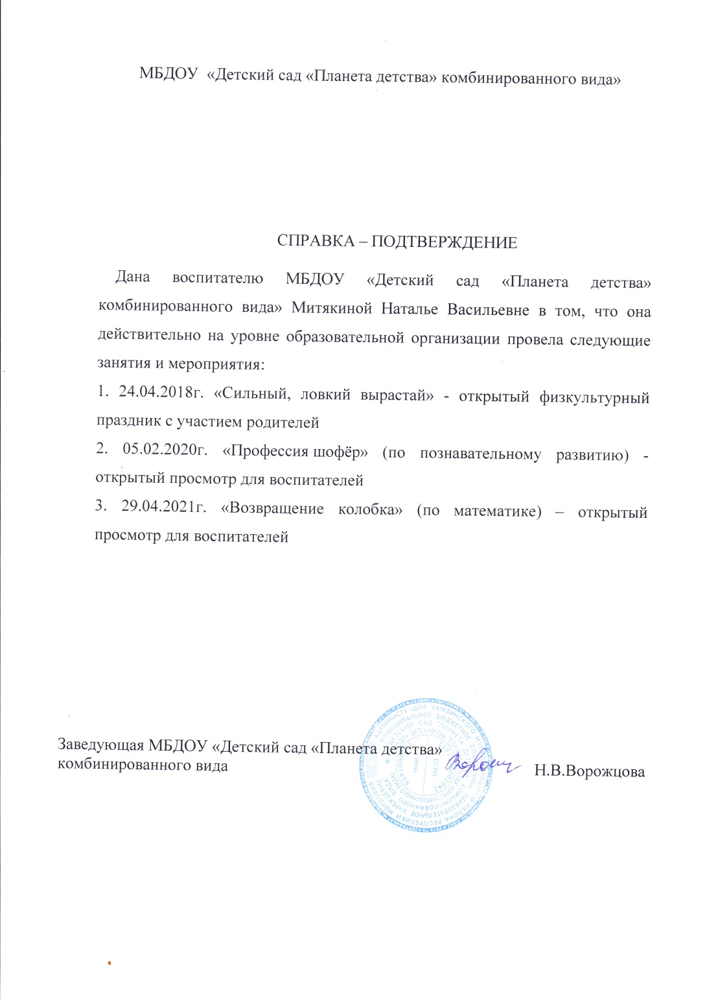 МБДОУ «Детский сад «Планета детства» комбинированного вида»
СПРАВКА – ПОДТВЕРЖДЕНИЕ
Дана воспитателю МБДОУ «Детский сад «Планета детства»
комбинированного вида» Митякиной Наталье Васильевне в том, что она
действительно на уровне образовательной организации провела следующие
занятия и мероприятия:
1. 24.04.2018г. «Сильный, ловкий вырастай» - открытый физкультурный
праздник с участием родителей
2. 05.02.2020г. «Профессия шофёр» (по познавательному развитию) -
открытый просмотр для воспитателей
3. 29.04.2021г. «Возвращение колобка» (по математике) – открытый
просмотр для воспитателей
Заведующая МБДОУ «Детский сад «Планета детства»
комбинированного вида
Н.В.Ворожцова